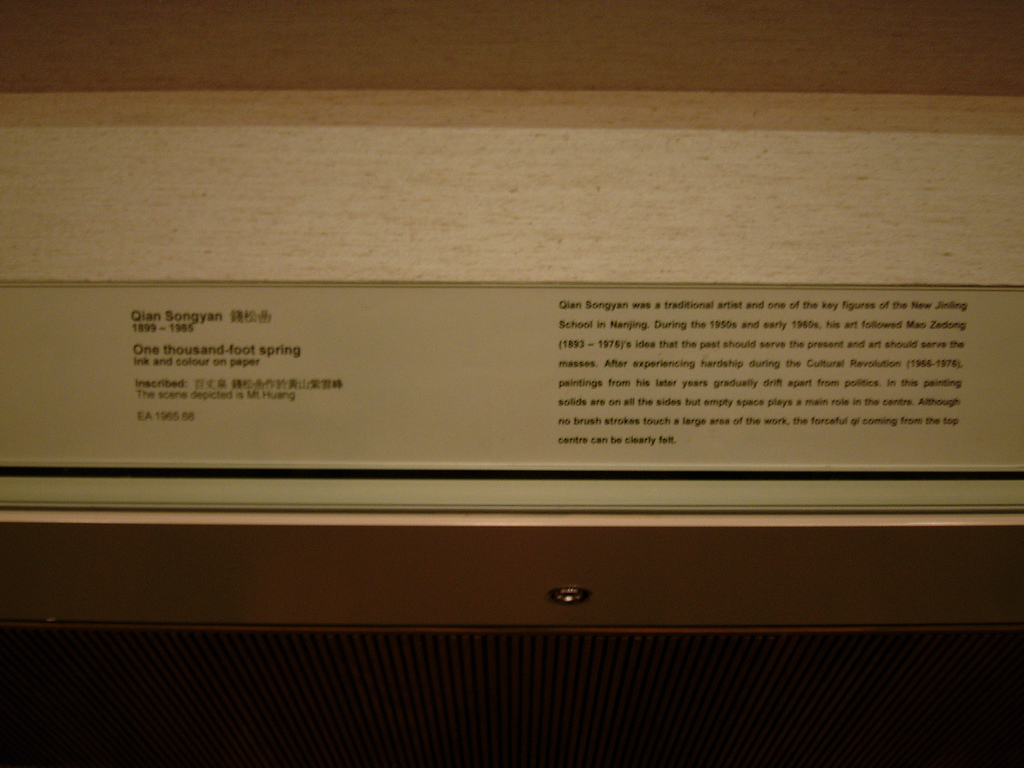 Qian Songyan 錢松嵒
1899 – 1985
One thousand-foot spring
Ink and colour on paper
Inscribed: 百丈泉 錢松嵒作於黃山紫雲峰
The scene depicted is Mt.Huang
EA 1965.68
Qian Songyan was a traditional artist and one of the key figures of the New Jinling
School in Nanjing. During the 1950s and early 1960s, his art followed Mao Zedong
(1893 – 1976)'s idea that the past should serve the present and art should serve the
masses. After experiencing hardship during the Cultural Revolution (1966-1976),
paintings from his later years gradually drift apart from politics. In this painting
solids are on all the sides but empty space plays a main role in the centre. Although
no brush strokes touch a large area of the work, the forceful qi coming from the top
centre can be clearly felt.